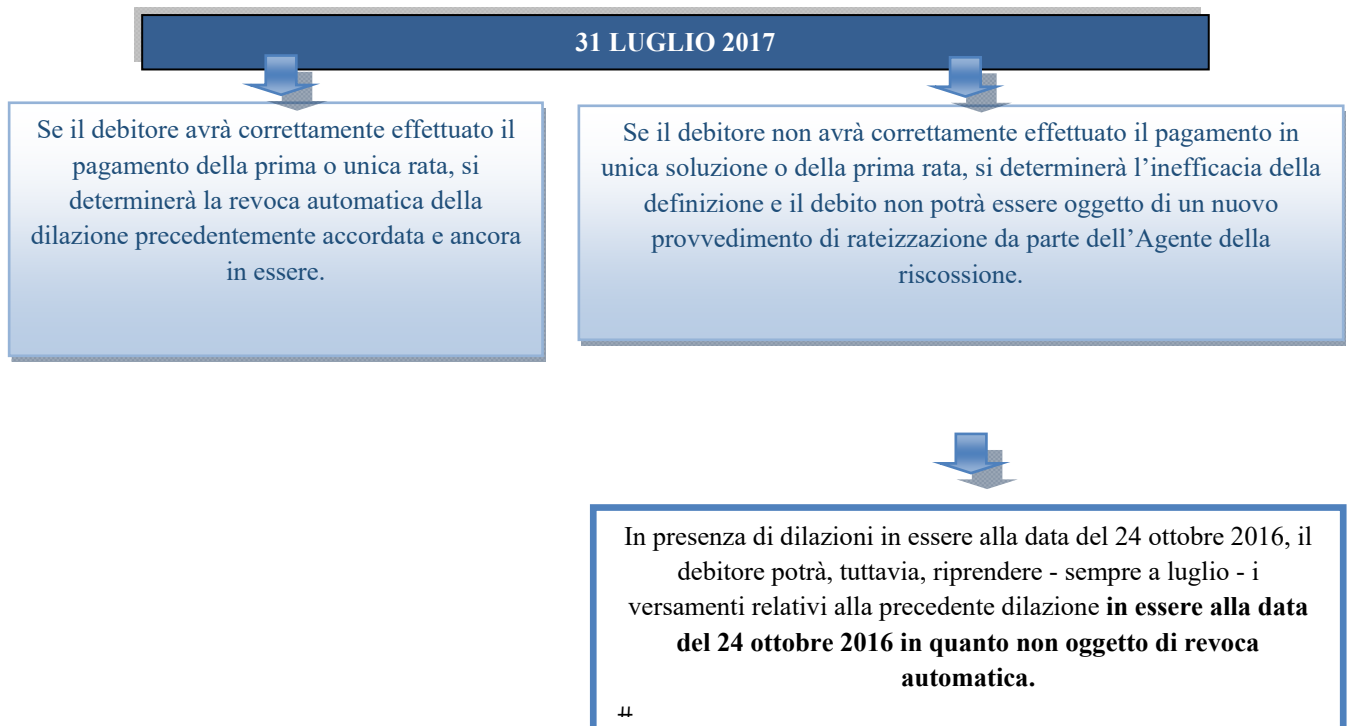 31 LUGLIO 2017
Se il debitore avrà correttamente effettuato il
pagamento della prima o unica rata, si
determinerà la revoca automatica della
dilazione precedentemente accordata e ancora
in essere.
Se il debitore non avrà correttamente effettuato il pagamento in
unica soluzione o della prima rata, si determinerà l’inefficacia della
definizione e il debito non potrà essere oggetto di un nuovo
provvedimento di rateizzazione da parte dell’Agente della
riscossione.
In presenza di dilazioni in essere alla data del 24 ottobre 2016, il
debitore potrà, tuttavia, riprendere - sempre a luglio - i
versamenti relativi alla precedente dilazione in essere alla data
del 24 ottobre 2016 in quanto non oggetto di revoca
automatica.
#